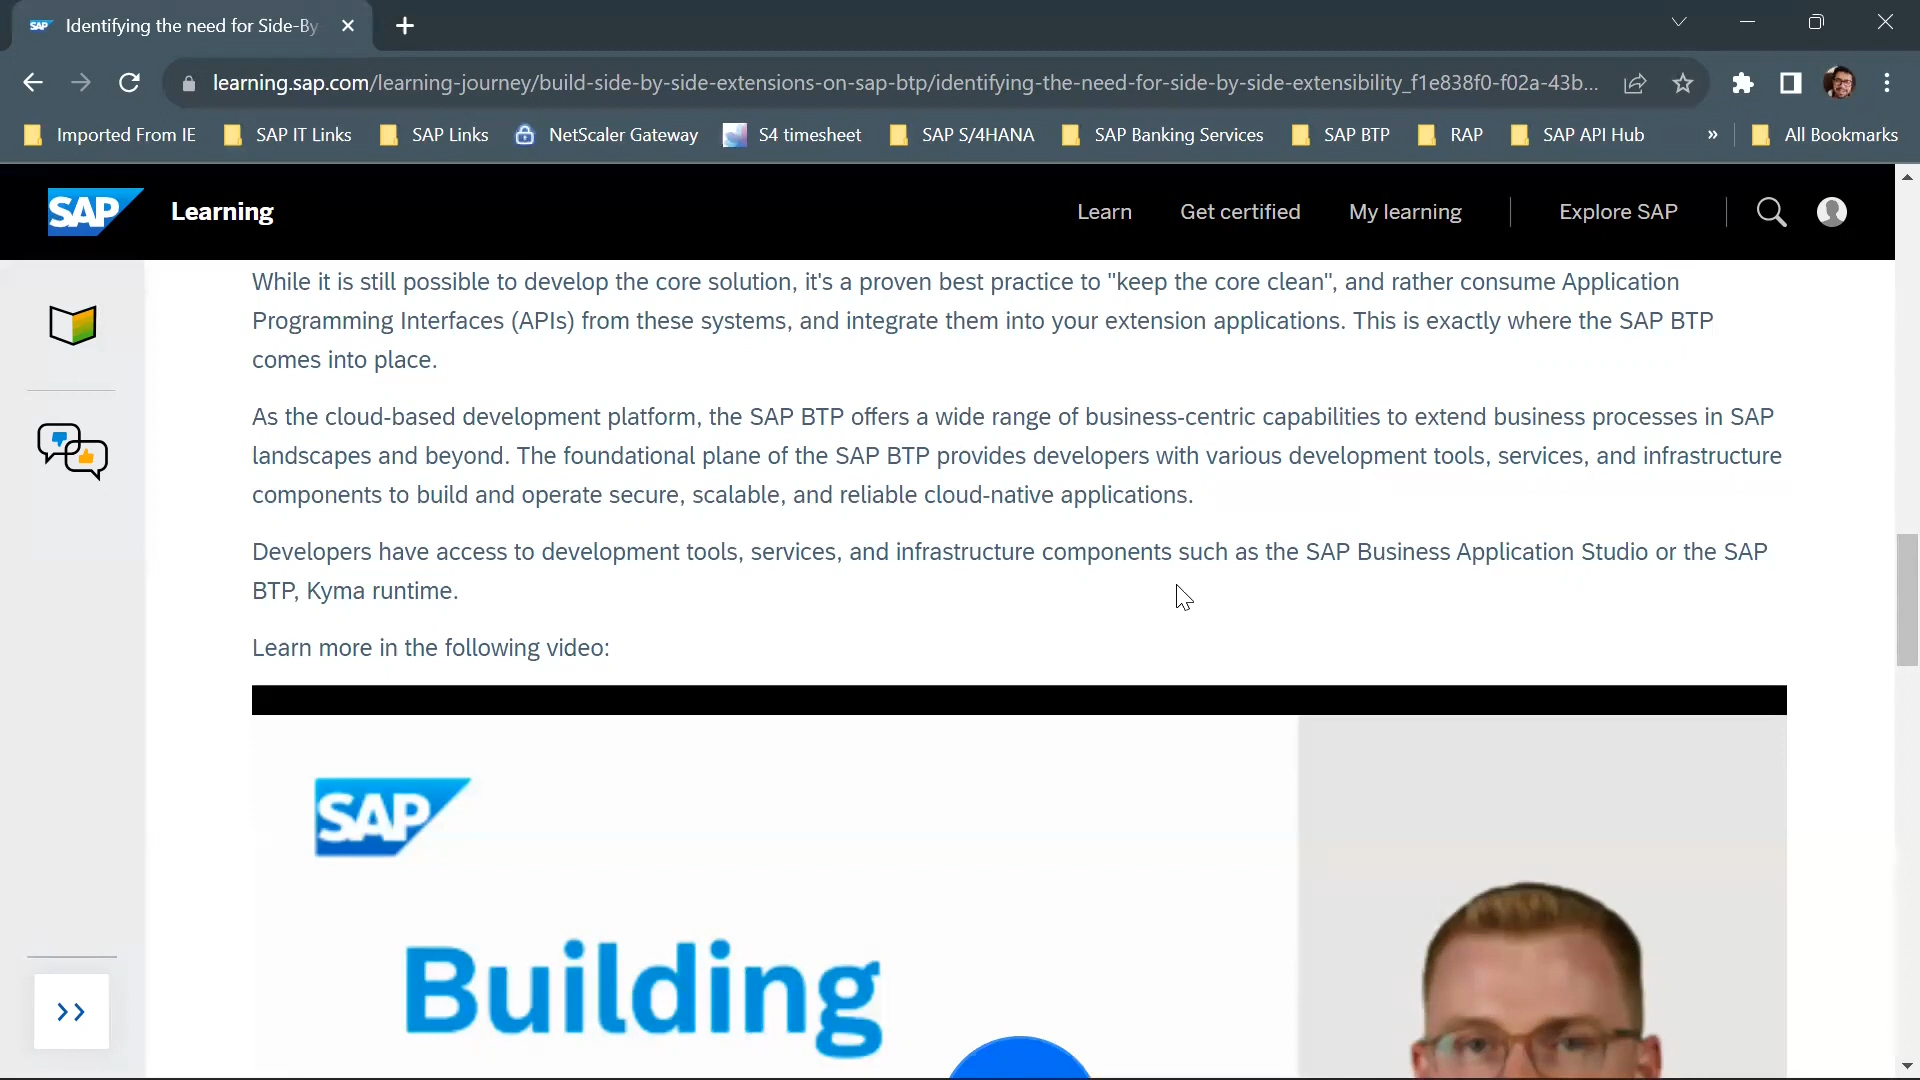 SAP Identifying the need for Side-By
learning.sap.com/learning-journey/build-side-by-side-extensions-on-sap-btp/identifying-the-need-for-side-by-side-extensibility_f1e838f0-f02a-43b...
Imported From IE SAP IT Links SAP Links NetScaler Gateway S4 timesheet SAP S/4HANA SAP Banking Services SAP BTP RAP SAP API Hub » All Bookmarks
SAP Learning Learn Get certified My learning Explore SAP
While it is still possible to develop the core solution, it's a proven best practice to "keep the core clean", and rather consume Application
Programming Interfaces (APIs) from these systems, and integrate them into your extension applications. This is exactly where the SAP BTP
comes into place.
As the cloud-based development platform, the SAP BTP offers a wide range of business-centric capabilities to extend business processes in SAP
landscapes and beyond. The foundational plane of the SAP BTP provides developers with various development tools, services, and infrastructure
components to build and operate secure, scalable, and reliable cloud-native applications.
Developers have access to development tools, services, and infrastructure components such as the SAP Business Application Studio or the SAP
BTP, Kyma runtime.
Learn more in the following video:
SAP
Building